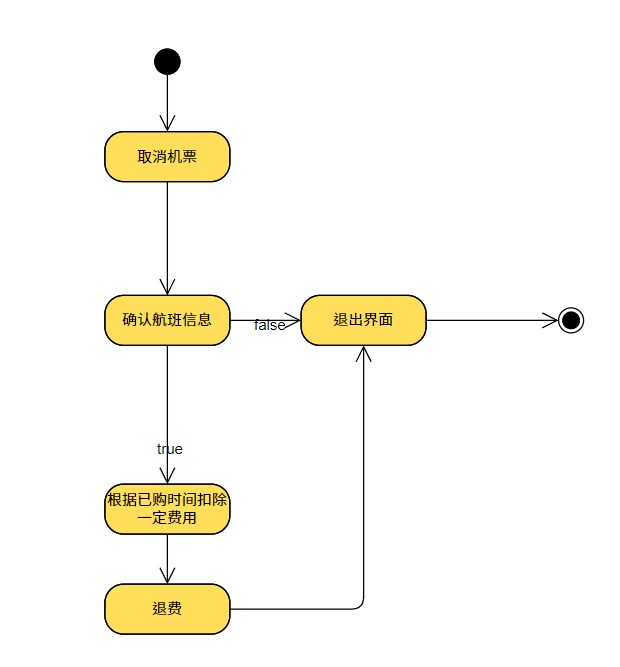 取消机票
确认航班信息
false
退出界面
true
根据已购时间扣除
一定费用
退费